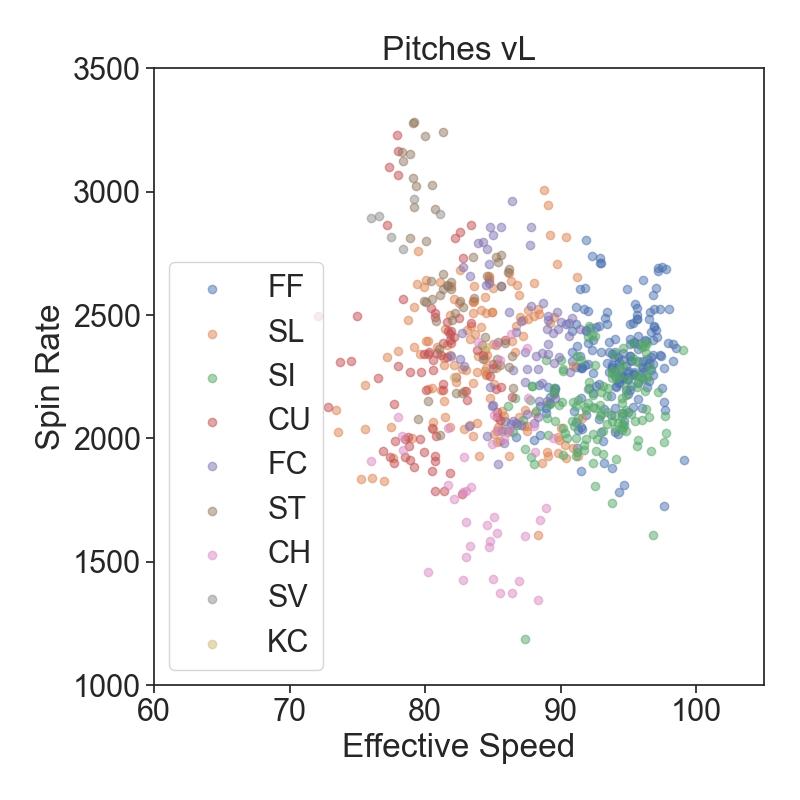 Pitches vL
3500
3000
2500
2000
1500
1000
Spin Rate
FF
SL
SI
CU
FC
ST
CH
SV
KC
60 70 80 90 100
Effective Speed